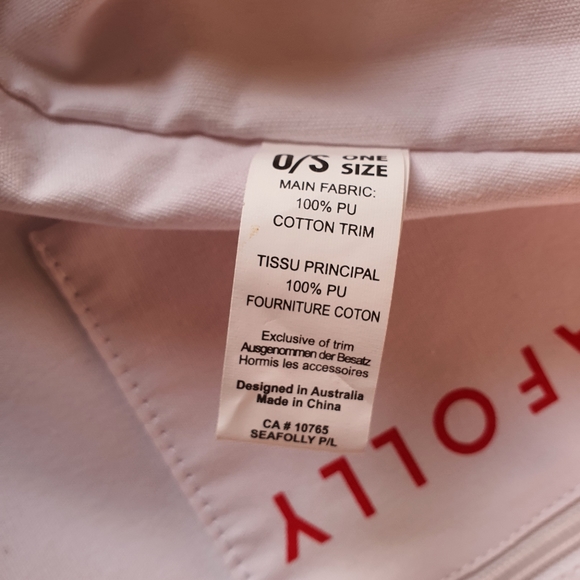 O/S ONE
SIZE
MAIN FABRIC:
100% PU
COTTON TRIM
TISSU PRINCIPAL
100% PU
FOURNITURE COTON
Exclusive of trim
Ausgenommen der Besatz
Hormis les accessoires
Designed in Australia
Made in China
CA # 10765
SEAFOLLY P/L
AFOLLY